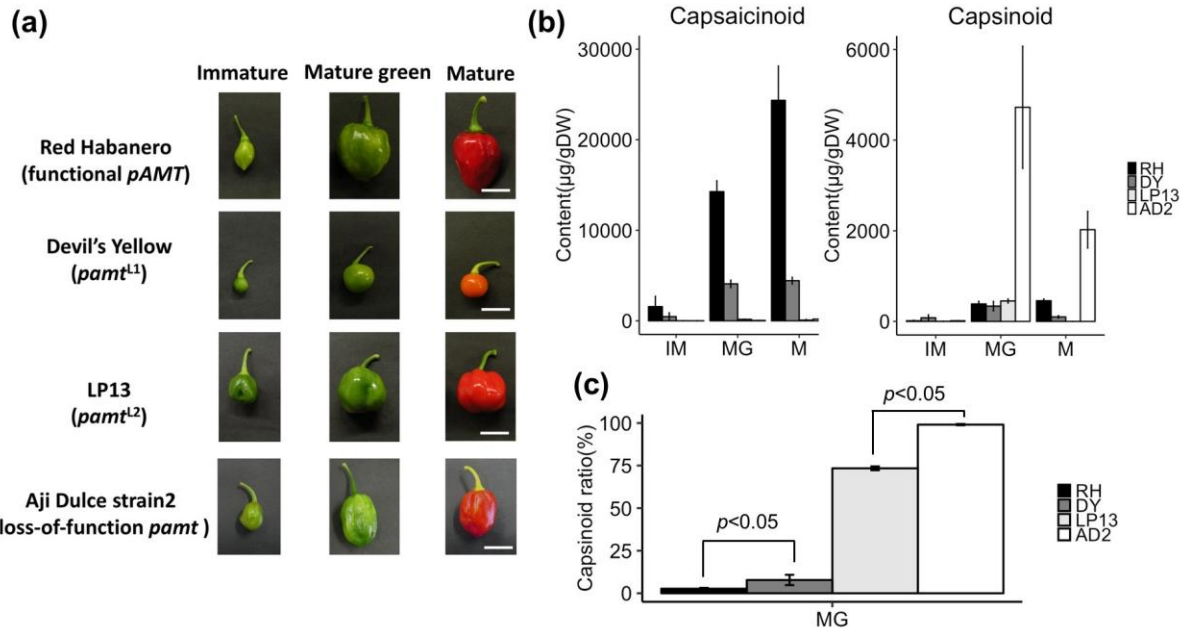 (a)
Immature Mature green Mature
Red Habanero
(functional pAMT)
Devil's Yellow
(pamtL1)
LP13
(pamtL2)
Aji Dulce strain2
loss-of-function pamt )
(b)
Capsaicinoid
Content(µg/gDW)
30000
20000
10000
0
IM MG M
Capsinoid
Content(µg/gDW)
6000
4000
2000
0
IM MG M
RH
DY
LP13
AD2
(c)
Capsinoid ratio(%)
100
75
50
25
0
p<0.05
p<0.05
MG
RH
DY
LP13
AD2